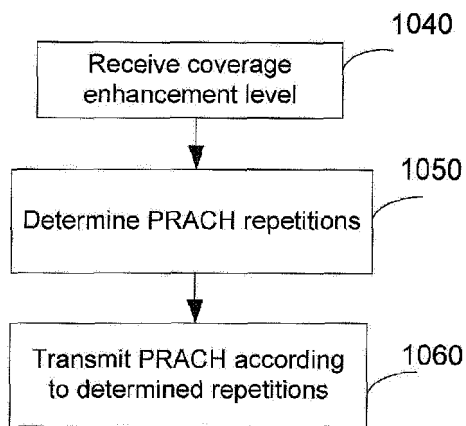 1040
Receive coverage
enhancement level
1050
Determine PRACH repetitions
1060
Transmit PRACH according
to determined repetitions